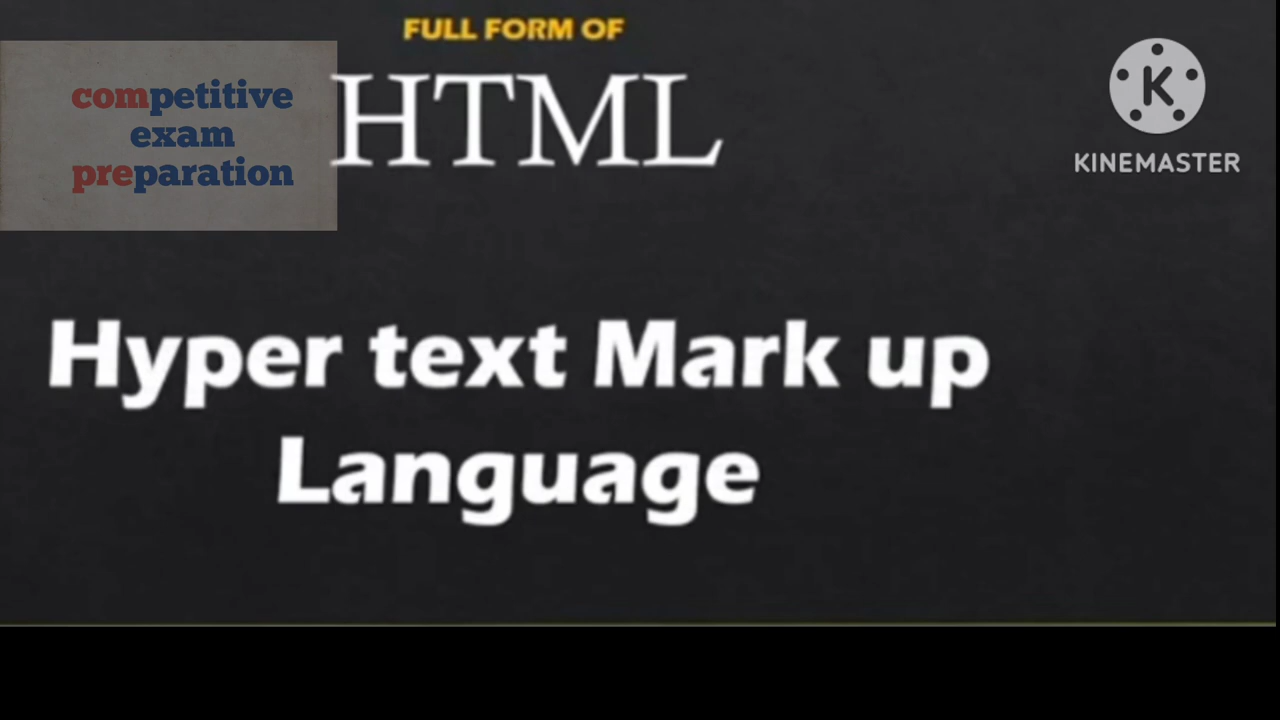 FULL FORM OF
HTML
competitive
exam
preparation
K
KINEMASTER
Hyper text Mark up
Language